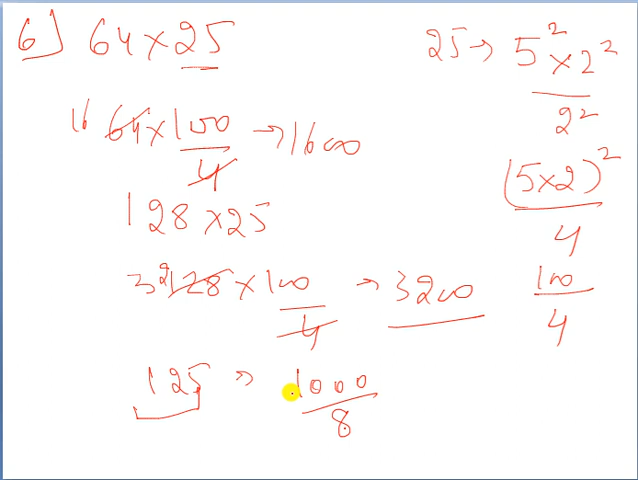 6) 64 × 25
16 64 × 100/4 → 1600
128 × 25
32 128 × 100/4 → 3200
125 → 1000/8
25 → 5² × 2² / 2²
(5×2)² / 4
100/4